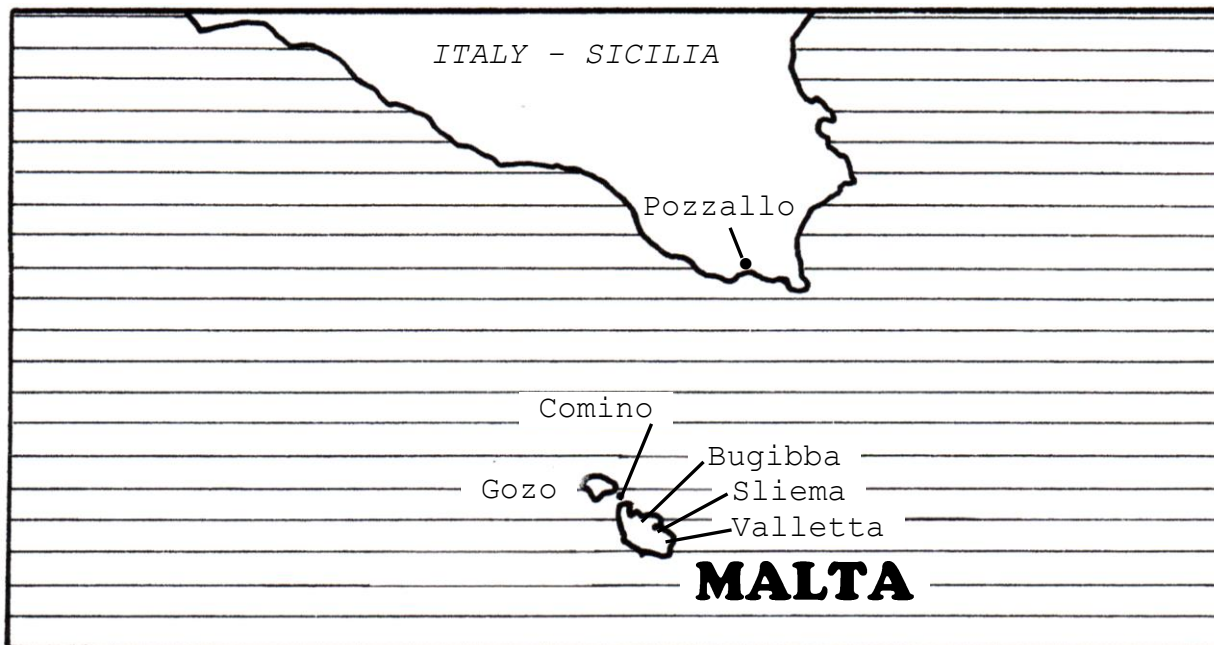 ITALY - SICILIA
Pozzallo
Comino
Bugibba
Gozo
Sliema
Valletta
MALTA